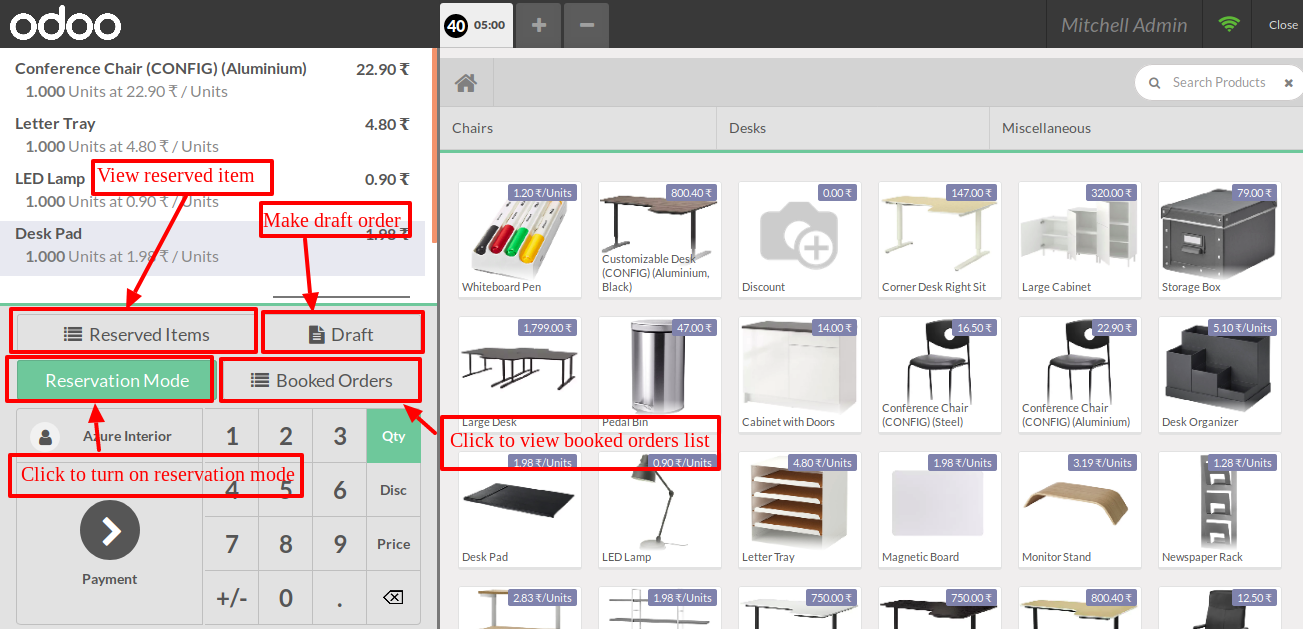 odoo
40 05:00
Mitchell Admin
Close
Search Products
Chairs
Desks
Miscellaneous
Conference Chair (CONFIG) (Aluminium) 22.90 ₹
1.000 Units at 22.90 ₹ / Units
Letter Tray 4.80 ₹
1.000 Units at 4.80 ₹ / Units
LED Lamp 0.90 ₹
1.000 Units at 0.90 ₹ / Units
Desk Pad 1.98 ₹
1.000 Units at 1.98 ₹ / Units
View reserved item
Make draft order
Reserved Items
Draft
Reservation Mode
Booked Orders
Click to turn on reservation mode
Click to view booked orders list
Azure Interior
Payment
1 2 3 Qty
4 5 6 Disc
7 8 9 Price
+/- 0 .
1.20 ₹/Units
Whiteboard Pen
800.40 ₹
Customizable Desk
(CONFIG) (Aluminium,
Black)
0.00 ₹
Discount
147.00 ₹
Corner Desk Right Sit
320.00 ₹
Large Cabinet
79.00 ₹
Storage Box
1,799.00 ₹
Large Desk
47.00 ₹
Pedal Bin
14.00 ₹
Cabinet with Doors
16.50 ₹
Conference Chair
(CONFIG) (Steel)
22.90 ₹
Conference Chair
(CONFIG) (Aluminium)
5.10 ₹/Units
Desk Organizer
1.98 ₹/Units
Desk Pad
0.90 ₹/Units
LED Lamp
4.80 ₹/Units
Letter Tray
1.98 ₹/Units
Magnetic Board
3.19 ₹/Units
Monitor Stand
1.28 ₹/Units
Newspaper Rack
2.83 ₹/Units
1.98 ₹/Units
750.00 ₹
750.00 ₹
800.40 ₹
12.50 ₹